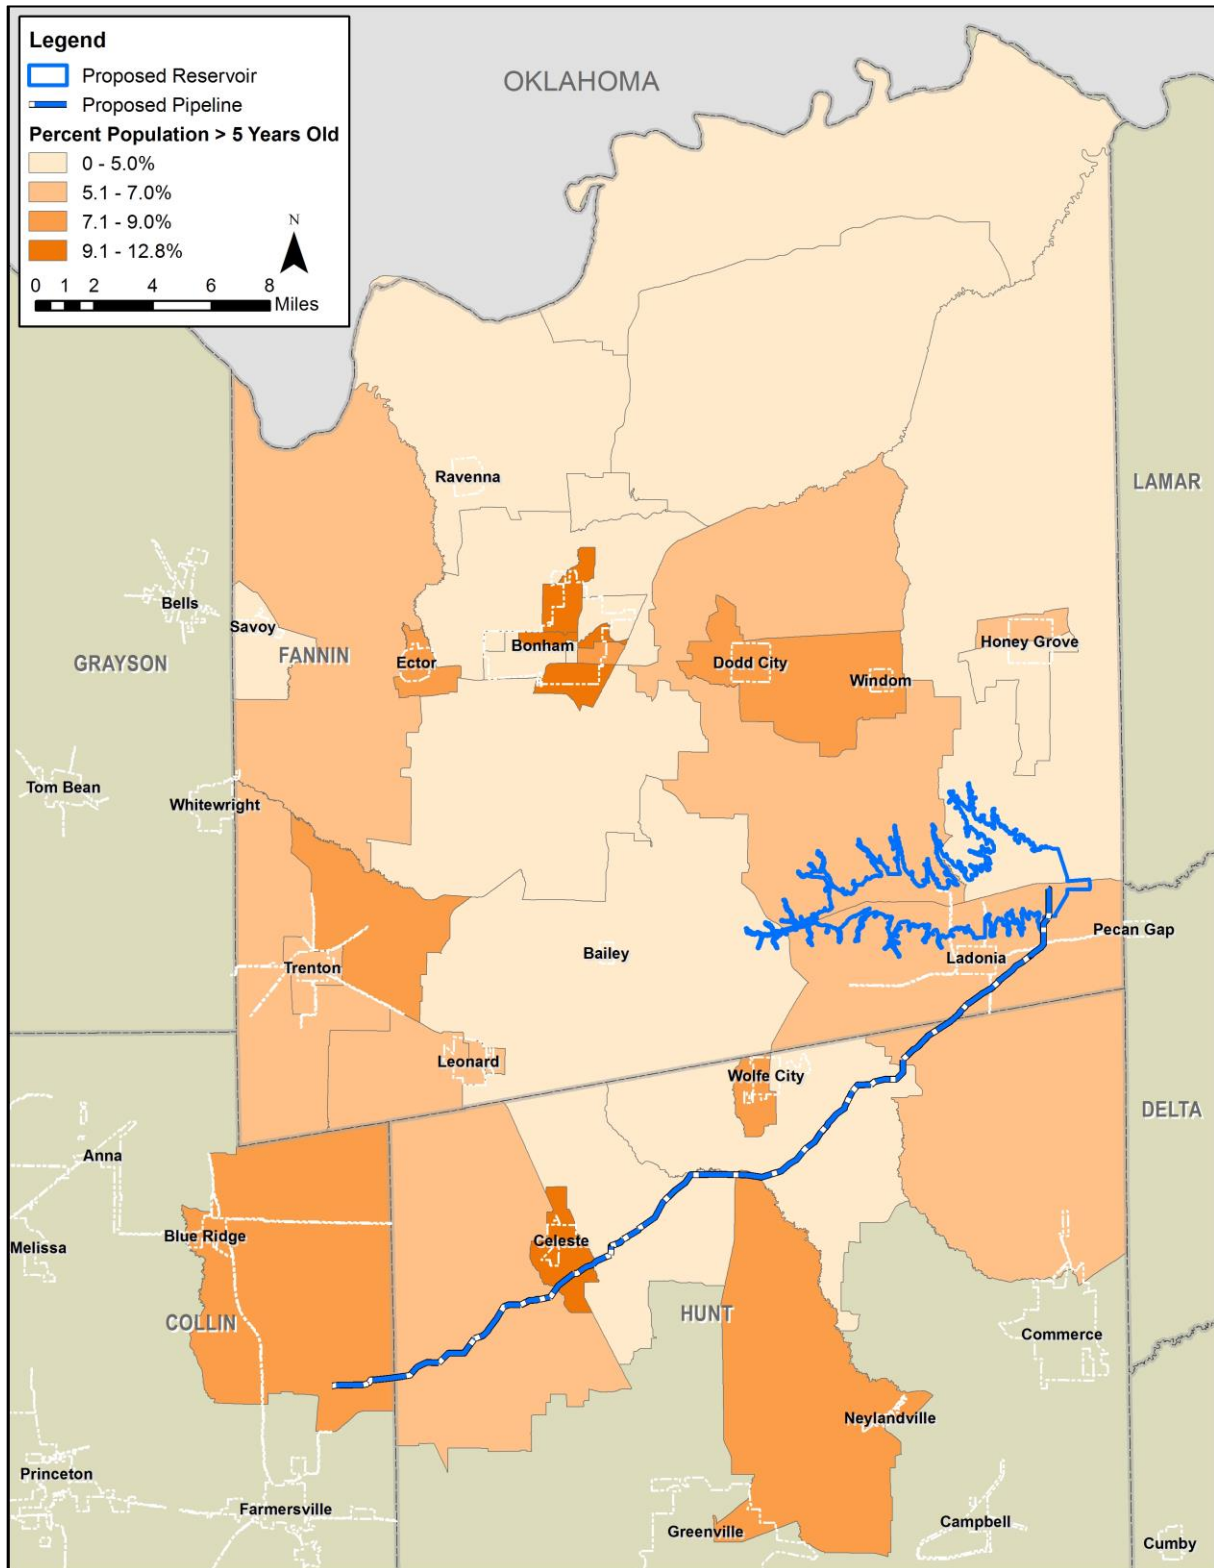 Legend
Proposed Reservoir
Proposed Pipeline
Percent Population > 5 Years Old
0 - 5.0%
5.1 - 7.0%
7.1 - 9.0%
9.1 - 12.8%
N
0 1 2 4 6 8
Miles
OKLAHOMA
LAMAR
Ravenna
Bells
Savoy
GRAYSON
FANNIN
Ector
Bonham
Dodd City
Windom
Honey Grove
Tom Bean
Whitewright
Trenton
Bailey
Ladonia
Pecan Gap
Leonard
Wolfe City
DELTA
Anna
Blue Ridge
Melissa
Celeste
COLLIN
HUNT
Commerce
Neylandville
Princeton
Farmersville
Greenville
Campbell
Cumby